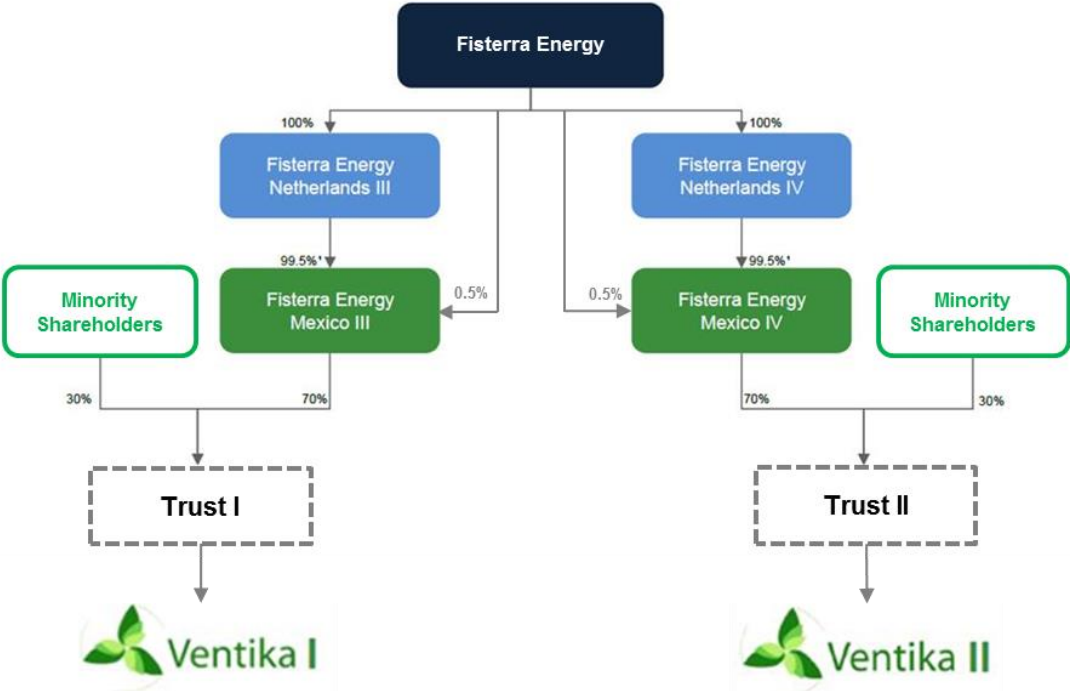 Fisterra Energy
100%
100%
Fisterra Energy
Netherlands III
Fisterra Energy
Netherlands IV
99.5%¹
99.5%¹
Minority
Shareholders
Fisterra Energy
Mexico III
0.5%
0.5%
Fisterra Energy
Mexico IV
Minority
Shareholders
30%
70%
70%
30%
Trust I
Trust II
Ventika I
Ventika II